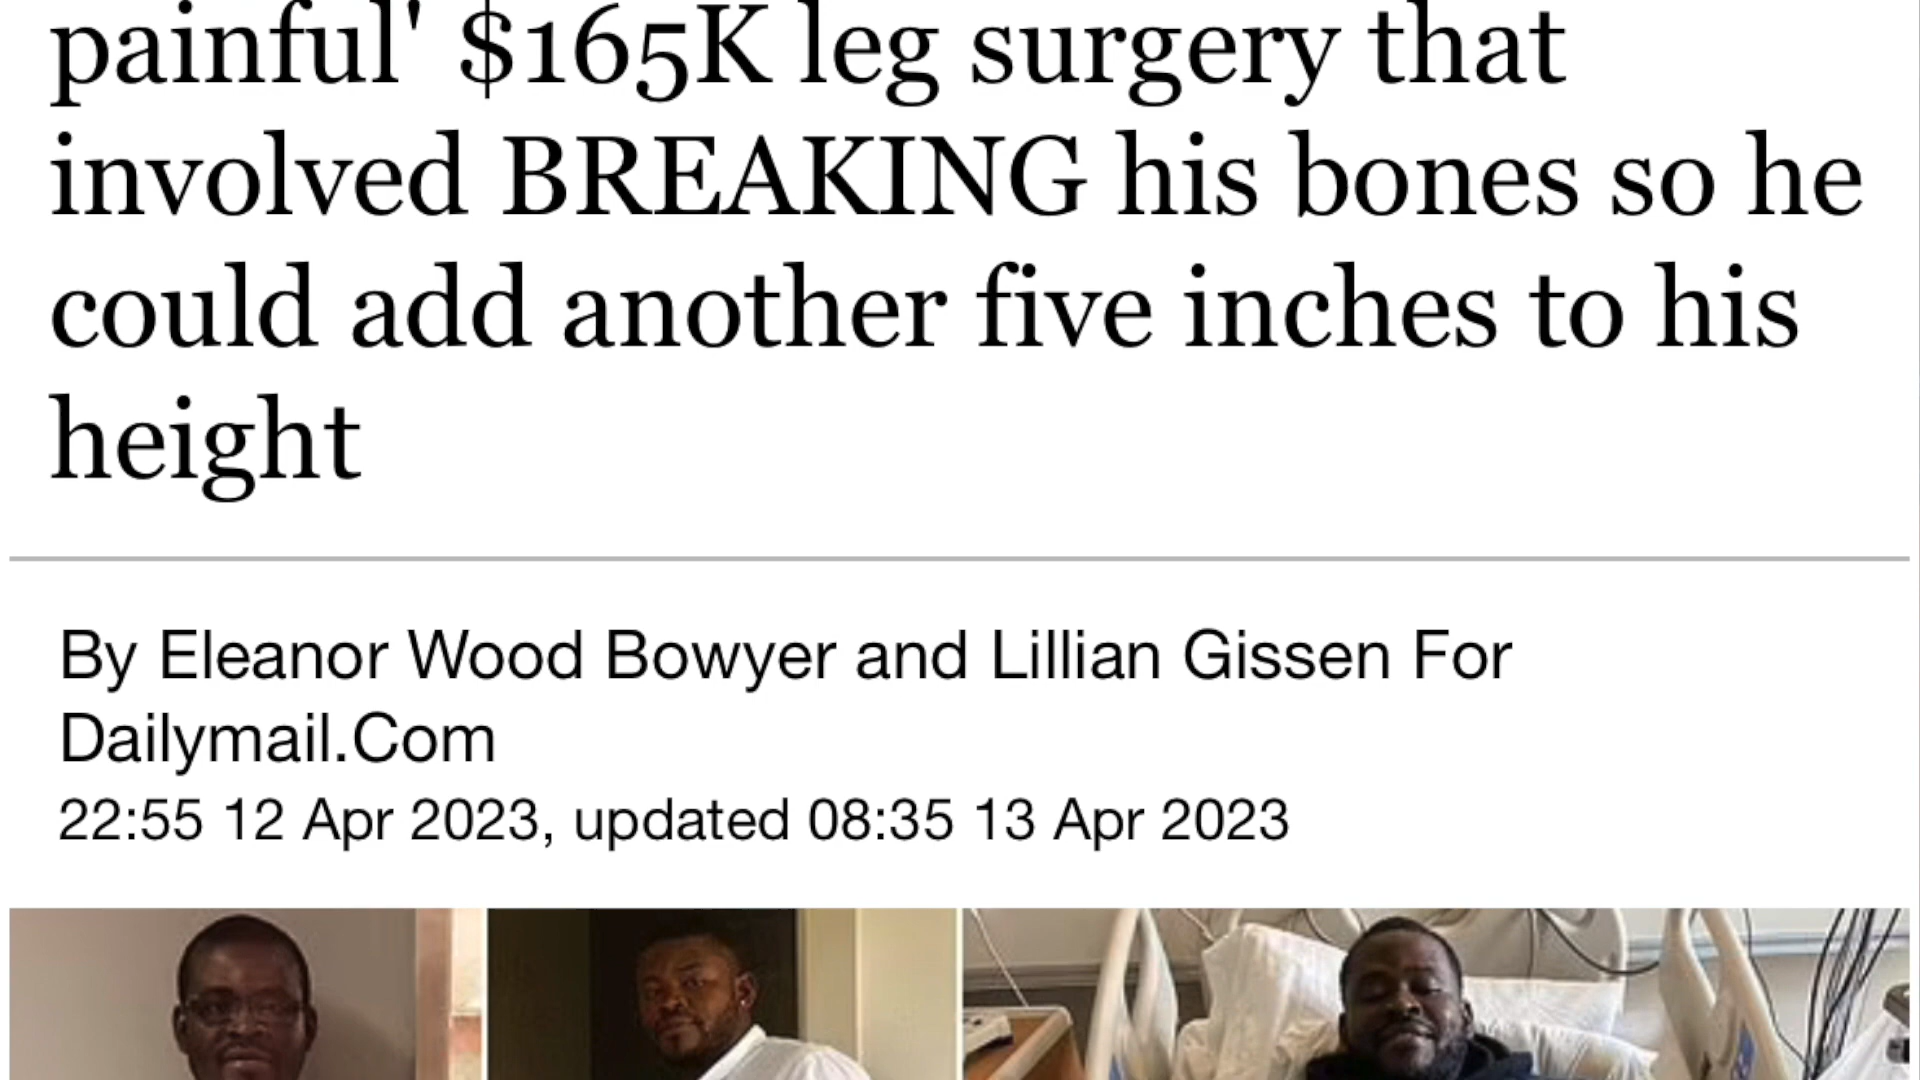 painful' $165K leg surgery that
involved BREAKING his bones so he
could add another five inches to his
height
By Eleanor Wood Bowyer and Lillian Gissen For
Dailymail.Com
22:55 12 Apr 2023, updated 08:35 13 Apr 2023